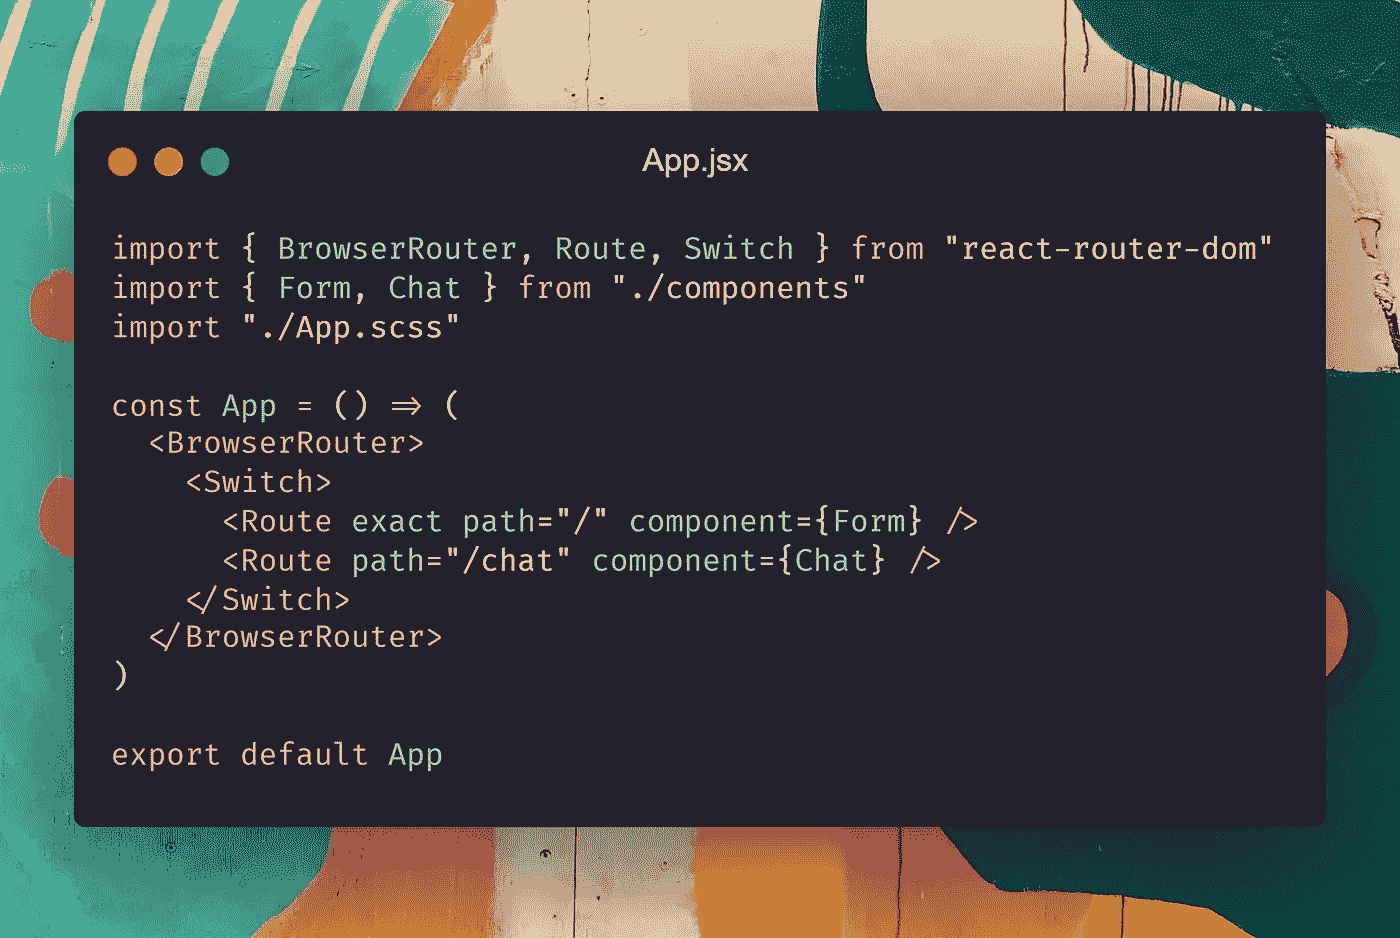 App.jsx
import { BrowserRouter, Route, Switch } from "react-router-dom"
import { Form, Chat } from "./components"
import "./App.scss"
const App = () => (
<BrowserRouter>
<Switch>
<Route exact path="/" component={Form} />
<Route path="/chat" component={Chat} />
</Switch>
</BrowserRouter>
)
export default App